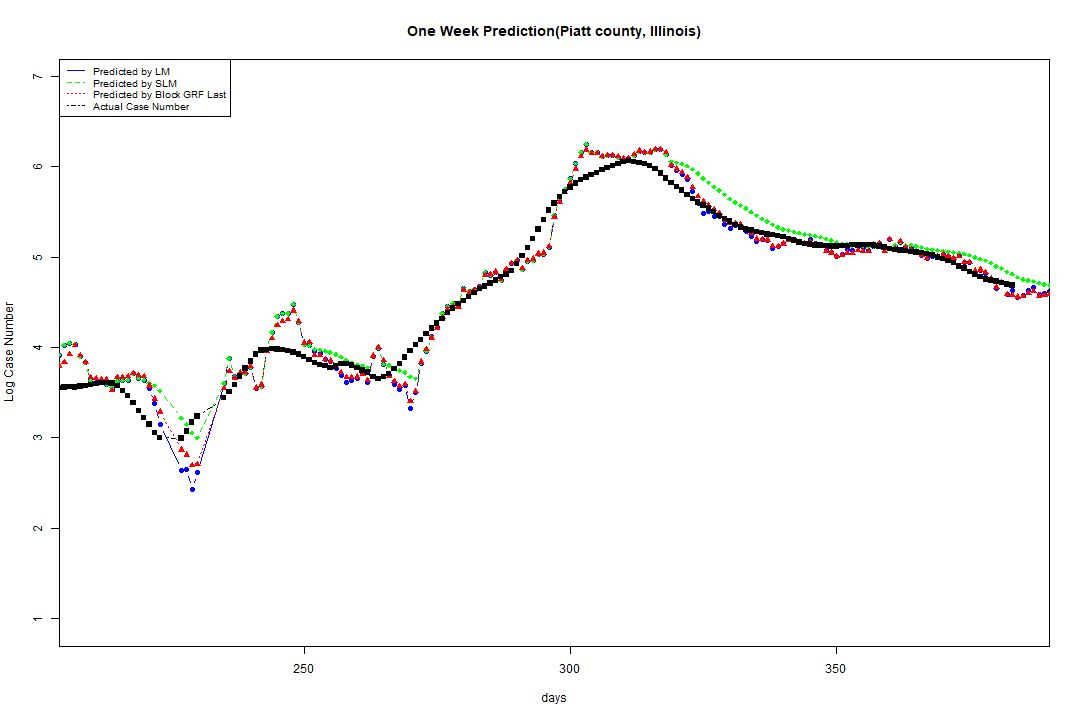 One Week Prediction(Piatt county, Illinois)
Predicted by LM
Predicted by SLM
Predicted by Block GRF Last
Actual Case Number
7
6
5
4
3
2
1
Log Case Number
250 300 350
days